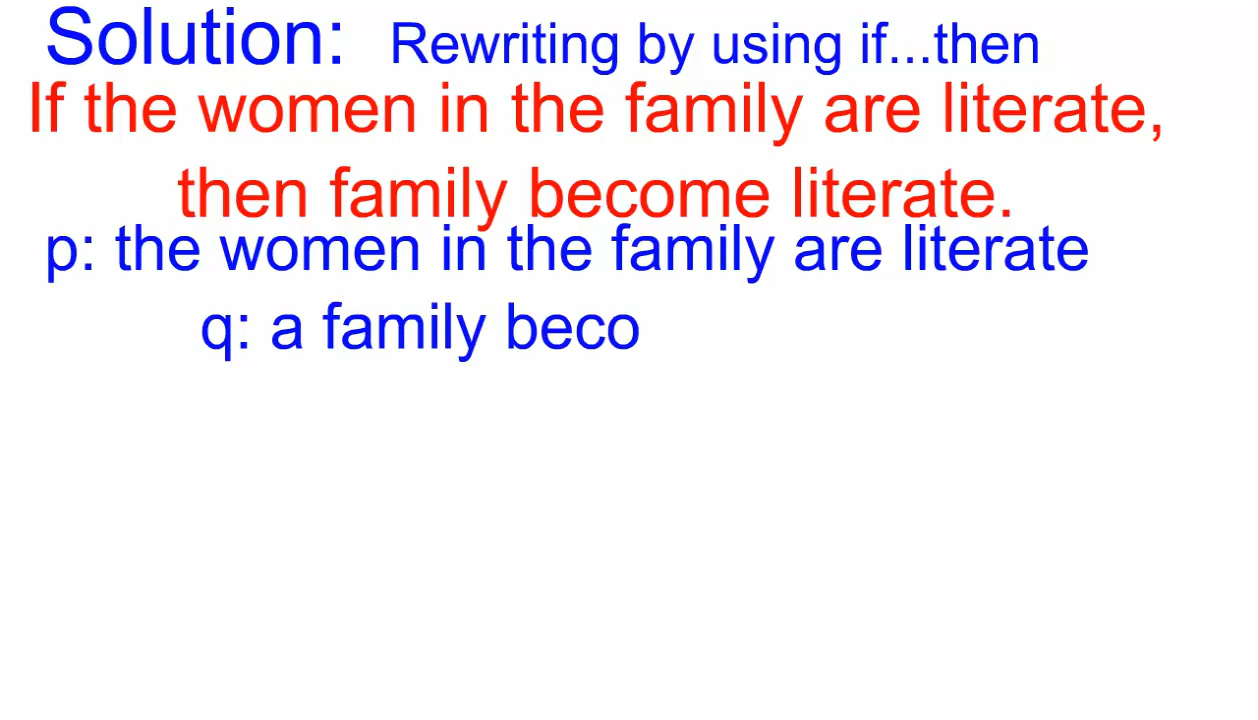 Solution: Rewriting by using if...then
If the women in the family are literate,
then family become literate.
p: the women in the family are literate
q: a family beco